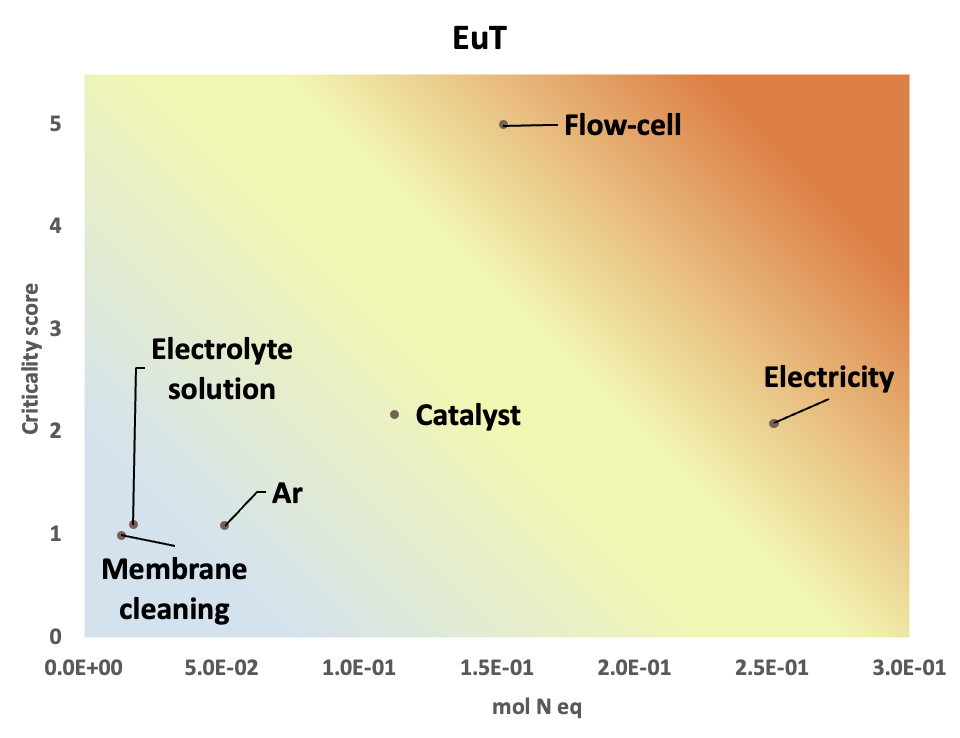 EuT
5
4
3
2
1
0
Criticality score
Flow-cell
Electricity
Electrolyte
solution
Catalyst
Ar
Membrane
cleaning
0.0E+00 5.0E-02 1.0E-01 1.5E-01 2.0E-01 2.5E-01 3.0E-01
mol N eq